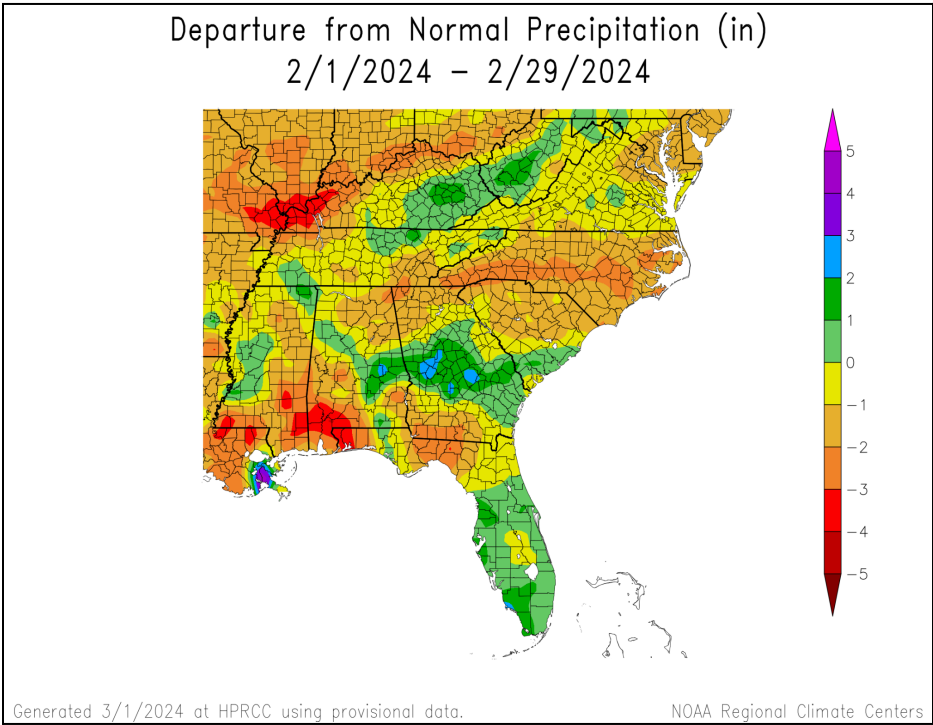 Departure from Normal Precipitation (in)
2/1/2024 – 2/29/2024
5
4
3
2
1
0
−1
−2
−3
−4
−5
Generated 3/1/2024 at HPRCC using provisional data.
NOAA Regional Climate Centers